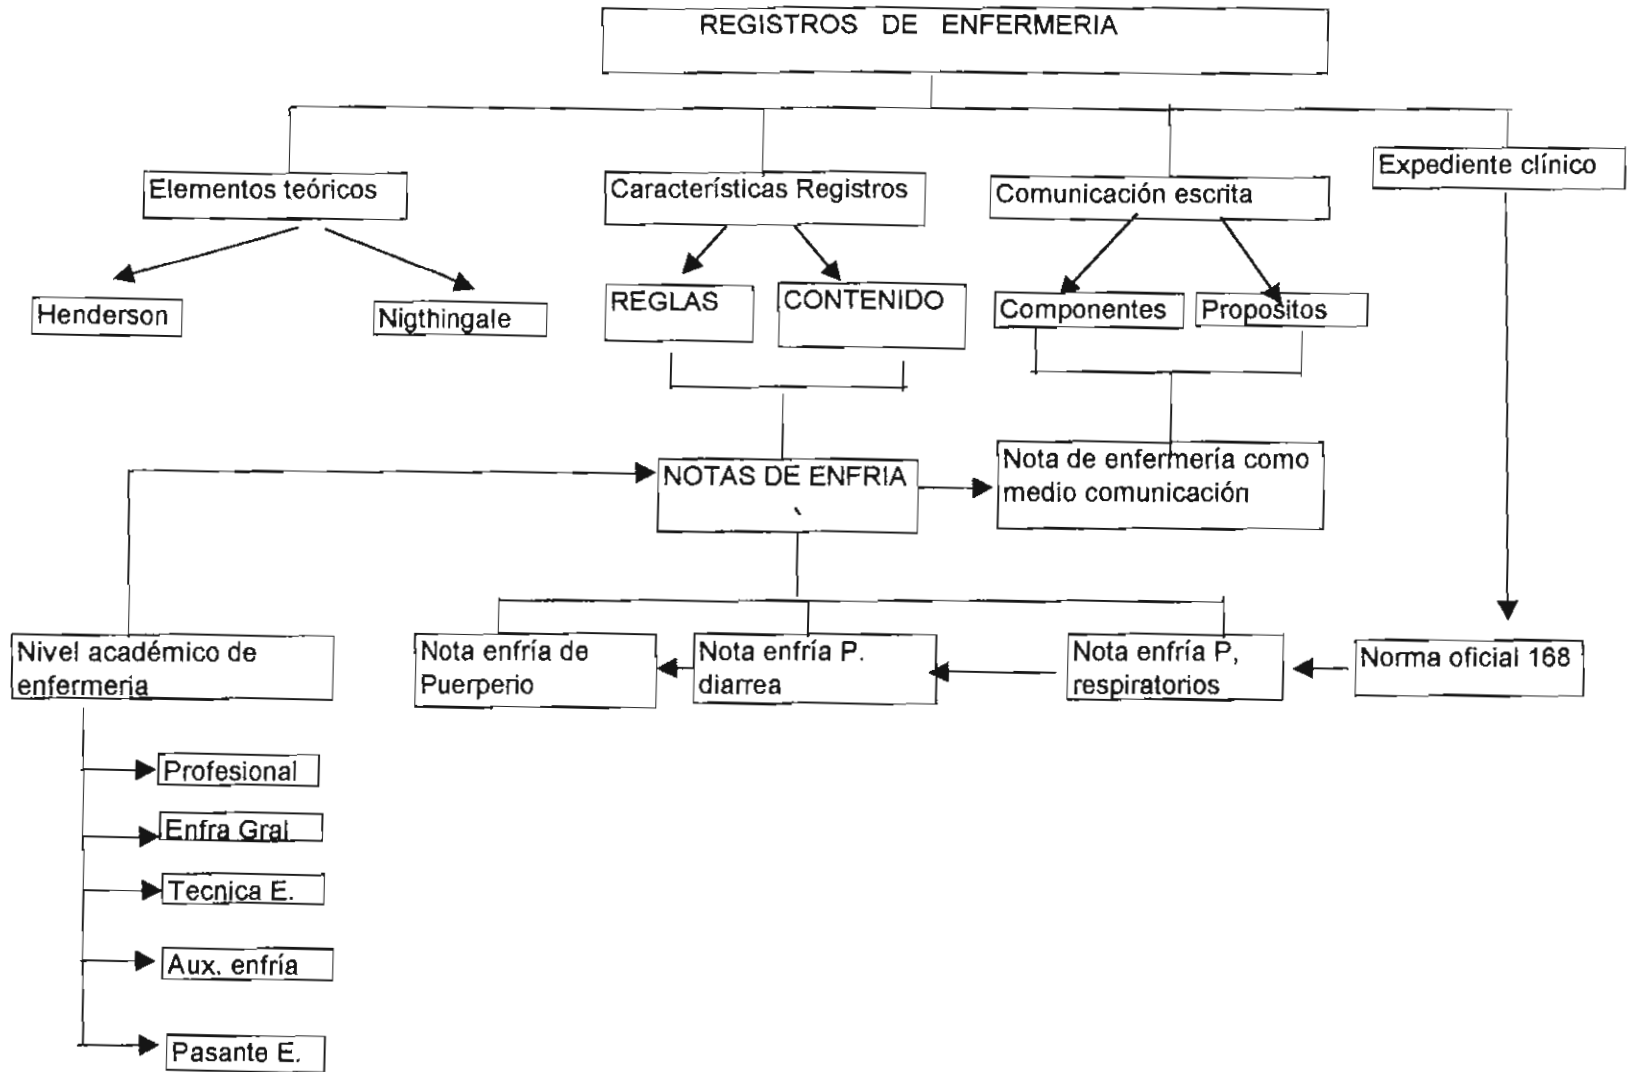 REGISTROS DE ENFERMERIA
Expediente clínico
Elementos teóricos
Características Registros
Comunicación escrita
Henderson
Nigthingale
REGLAS
CONTENIDO
Componentes
Propositos
NOTAS DE ENFRIA
Nota de enfermería como
medio comunicación
Nivel académico de
enfermeria
Nota enfría de
Puerperio
Nota enfría P.
diarrea
Nota enfría P,
respiratorios
Norma oficial 168
Profesional
Enfra Gral
Tecnica E.
Aux. enfría
Pasante E.